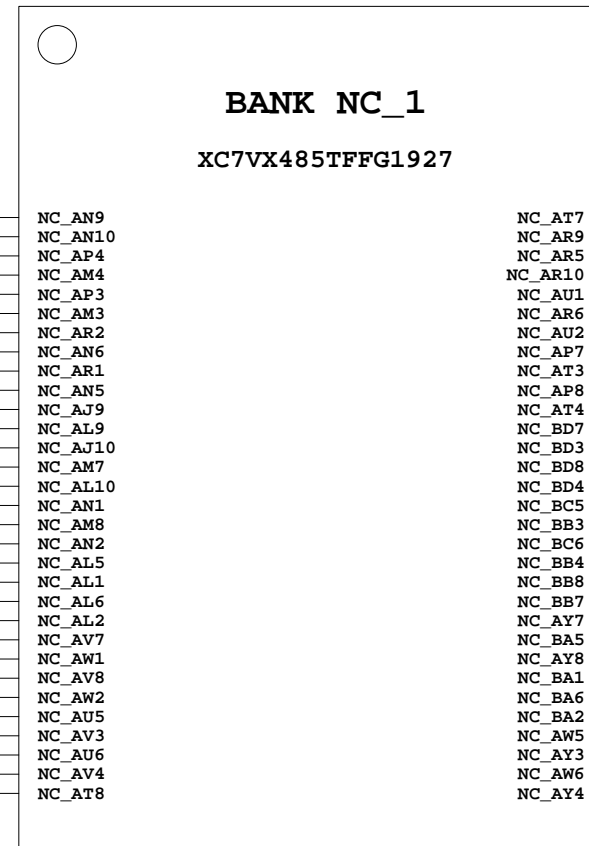 BANK NC_1
XC7VX485TFFG1927
NC_AN9 NC_AT7
NC_AN10 NC_AR9
NC_AP4 NC_AR5
NC_AM4 NC_AR10
NC_AP3 NC_AU1
NC_AM3 NC_AR6
NC_AR2 NC_AU2
NC_AN6 NC_AP7
NC_AR1 NC_AT3
NC_AN5 NC_AP8
NC_AJ9 NC_AT4
NC_AL9 NC_BD7
NC_AJ10 NC_BD3
NC_AM7 NC_BD8
NC_AL10 NC_BD4
NC_AN1 NC_BC5
NC_AM8 NC_BB3
NC_AN2 NC_BC6
NC_AL5 NC_BB4
NC_AL1 NC_BB8
NC_AL6 NC_BB7
NC_AL2 NC_AY7
NC_AV7 NC_BA5
NC_AW1 NC_AY8
NC_AV8 NC_BA1
NC_AW2 NC_BA6
NC_AU5 NC_BA2
NC_AV3 NC_AW5
NC_AU6 NC_AY3
NC_AV4 NC_AW6
NC_AT8 NC_AY4